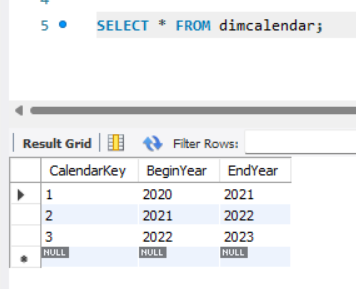 4
5 SELECT * FROM dimcalendar;
Result Grid Filter Rows:
CalendarKey BeginYear EndYear
1 2020 2021
2 2021 2022
3 2022 2023
NULL NULL NULL